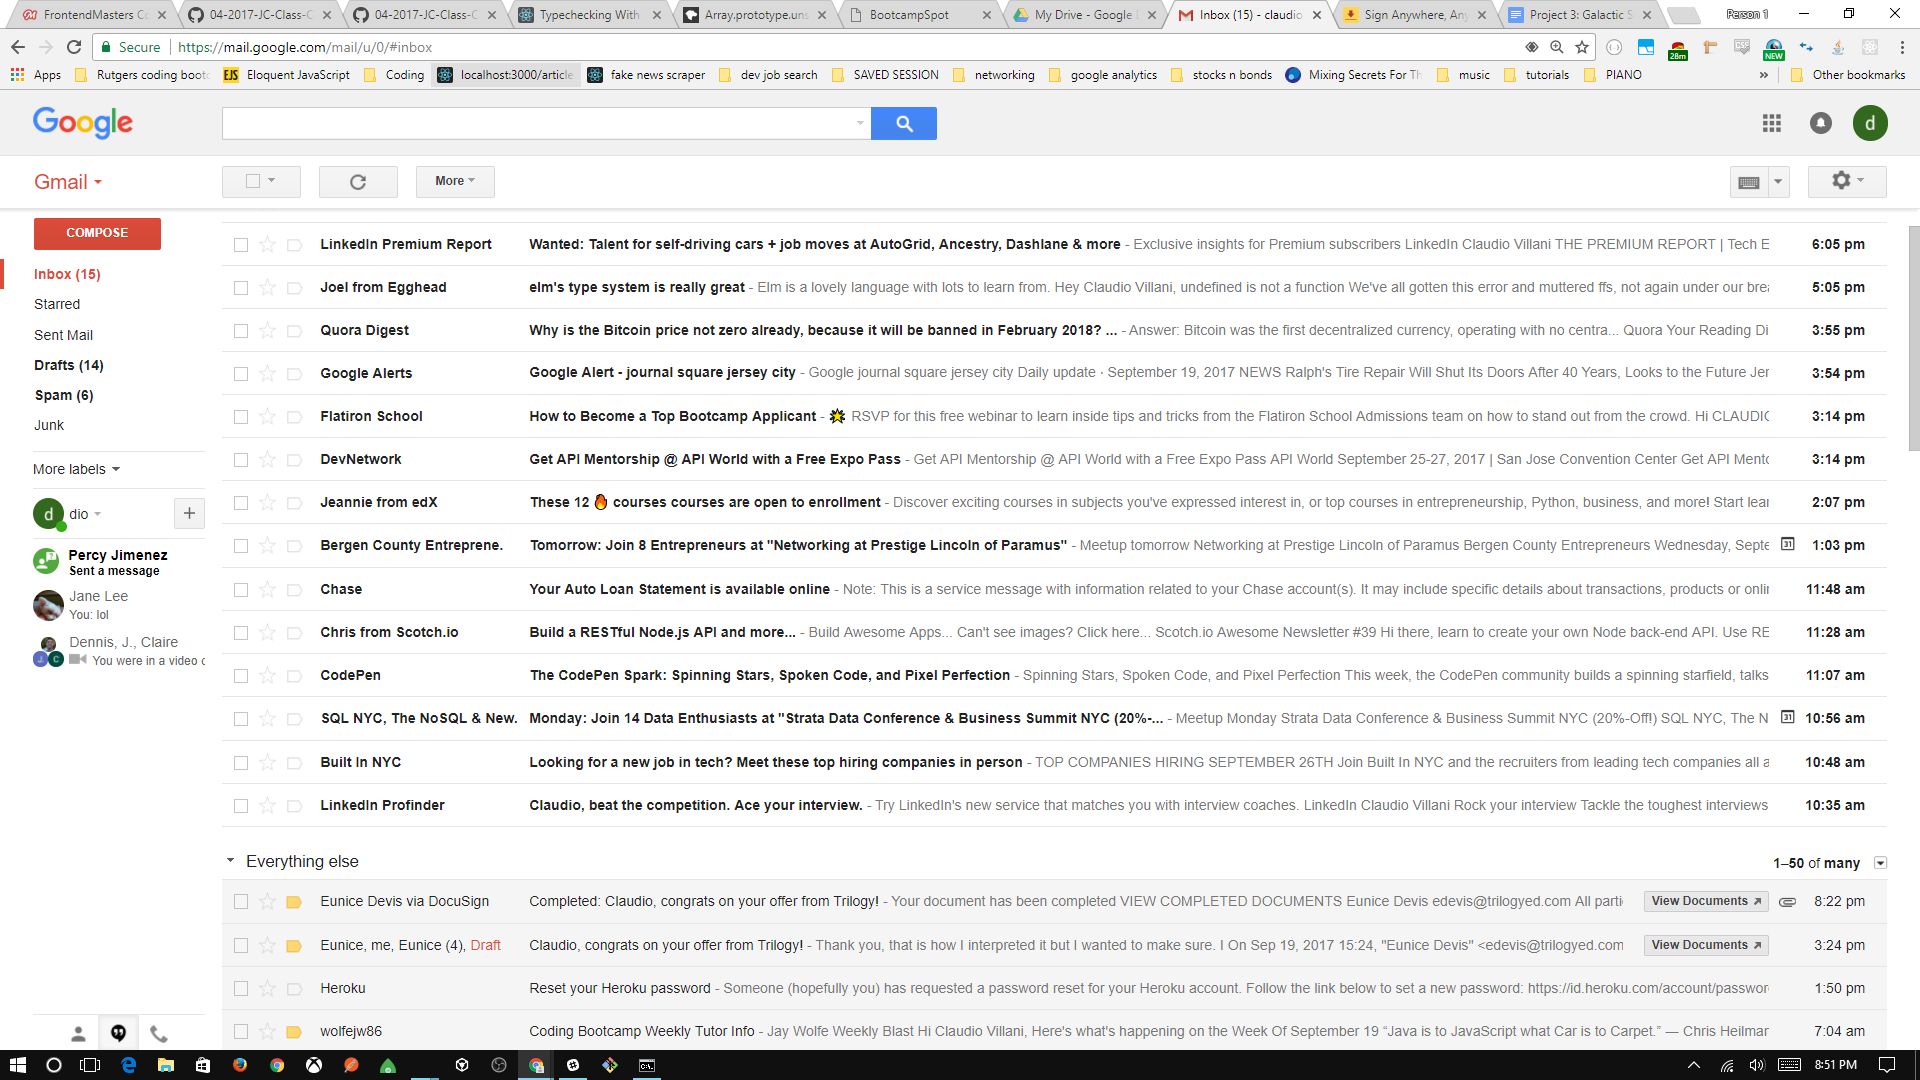 FrontendMasters Co
04-2017-JC-Class-C
04-2017-JC-Class-C
Typechecking With
Array.prototype.uns
BootcampSpot
My Drive - Google
Inbox (15) - claudio
Sign Anywhere, Any
Project 3: Galactic S
Person 1
Secure https://mail.google.com/mail/u/0/#inbox
28m
NEW
Apps
Rutgers coding bootc
EJS Eloquent JavaScript
Coding
localhost:3000/article
fake news scraper
dev job search
SAVED SESSION
networking
google analytics
stocks n bonds
Mixing Secrets For Th
music
tutorials
PIANO
»
Other bookmarks
Google
d
Gmail
More
COMPOSE
Inbox (15)
Starred
Sent Mail
Drafts (14)
Spam (6)
Junk
More labels
d dio +
Percy Jimenez
Sent a message
Jane Lee
You: lol
Dennis, J., Claire
J C You were in a video c
LinkedIn Premium Report Wanted: Talent for self-driving cars + job moves at AutoGrid, Ancestry, Dashlane & more - Exclusive insights for Premium subscribers LinkedIn Claudio Villani THE PREMIUM REPORT | Tech E 6:05 pm
Joel from Egghead elm's type system is really great - Elm is a lovely language with lots to learn from. Hey Claudio Villani, undefined is not a function We've all gotten this error and muttered ffs, not again under our brea 5:05 pm
Quora Digest Why is the Bitcoin price not zero already, because it will be banned in February 2018? ... - Answer: Bitcoin was the first decentralized currency, operating with no centra... Quora Your Reading Di 3:55 pm
Google Alerts Google Alert - journal square jersey city - Google journal square jersey city Daily update · September 19, 2017 NEWS Ralph's Tire Repair Will Shut Its Doors After 40 Years, Looks to the Future Jer 3:54 pm
Flatiron School How to Become a Top Bootcamp Applicant - 🌟 RSVP for this free webinar to learn inside tips and tricks from the Flatiron School Admissions team on how to stand out from the crowd. Hi CLAUDIO 3:14 pm
DevNetwork Get API Mentorship @ API World with a Free Expo Pass - Get API Mentorship @ API World with a Free Expo Pass API World September 25-27, 2017 | San Jose Convention Center Get API Mento 3:14 pm
Jeannie from edX These 12 🔥 courses courses are open to enrollment - Discover exciting courses in subjects you've expressed interest in, or top courses in entrepreneurship, Python, business, and more! Start lear 2:07 pm
Bergen County Entreprene. Tomorrow: Join 8 Entrepreneurs at "Networking at Prestige Lincoln of Paramus" - Meetup tomorrow Networking at Prestige Lincoln of Paramus Bergen County Entrepreneurs Wednesday, Septe 31 1:03 pm
Chase Your Auto Loan Statement is available online - Note: This is a service message with information related to your Chase account(s). It may include specific details about transactions, products or onlin 11:48 am
Chris from Scotch.io Build a RESTful Node.js API and more... - Build Awesome Apps... Can't see images? Click here... Scotch.io Awesome Newsletter #39 Hi there, learn to create your own Node back-end API. Use RE 11:28 am
CodePen The CodePen Spark: Spinning Stars, Spoken Code, and Pixel Perfection - Spinning Stars, Spoken Code, and Pixel Perfection This week, the CodePen community builds a spinning starfield, talks 11:07 am
SQL NYC, The NoSQL & New. Monday: Join 14 Data Enthusiasts at "Strata Data Conference & Business Summit NYC (20%-... - Meetup Monday Strata Data Conference & Business Summit NYC (20%-Off!) SQL NYC, The N 31 10:56 am
Built In NYC Looking for a new job in tech? Meet these top hiring companies in person - TOP COMPANIES HIRING SEPTEMBER 26TH Join Built In NYC and the recruiters from leading tech companies all a 10:48 am
LinkedIn Profinder Claudio, beat the competition. Ace your interview. - Try LinkedIn's new service that matches you with interview coaches. LinkedIn Claudio Villani Rock your interview Tackle the toughest interviews 10:35 am
Everything else 1–50 of many
Eunice Devis via DocuSign Completed: Claudio, congrats on your offer from Trilogy! - Your document has been completed VIEW COMPLETED DOCUMENTS Eunice Devis edevis@trilogyed.com All parti View Documents 8:22 pm
Eunice, me, Eunice (4), Draft Claudio, congrats on your offer from Trilogy! - Thank you, that is how I interpreted it but I wanted to make sure. I On Sep 19, 2017 15:24, "Eunice Devis" <edevis@trilogyed.com View Documents 3:24 pm
Heroku Reset your Heroku password - Someone (hopefully you) has requested a password reset for your Heroku account. Follow the link below to set a new password: https://id.heroku.com/account/passwor 1:50 pm
wolfejw86 Coding Bootcamp Weekly Tutor Info - Jay Wolfe Weekly Blast Hi Claudio Villani, Here's what's happening on the Week Of September 19 “Java is to JavaScript what Car is to Carpet.” — Chris Heilmar 7:04 am
8:51 PM